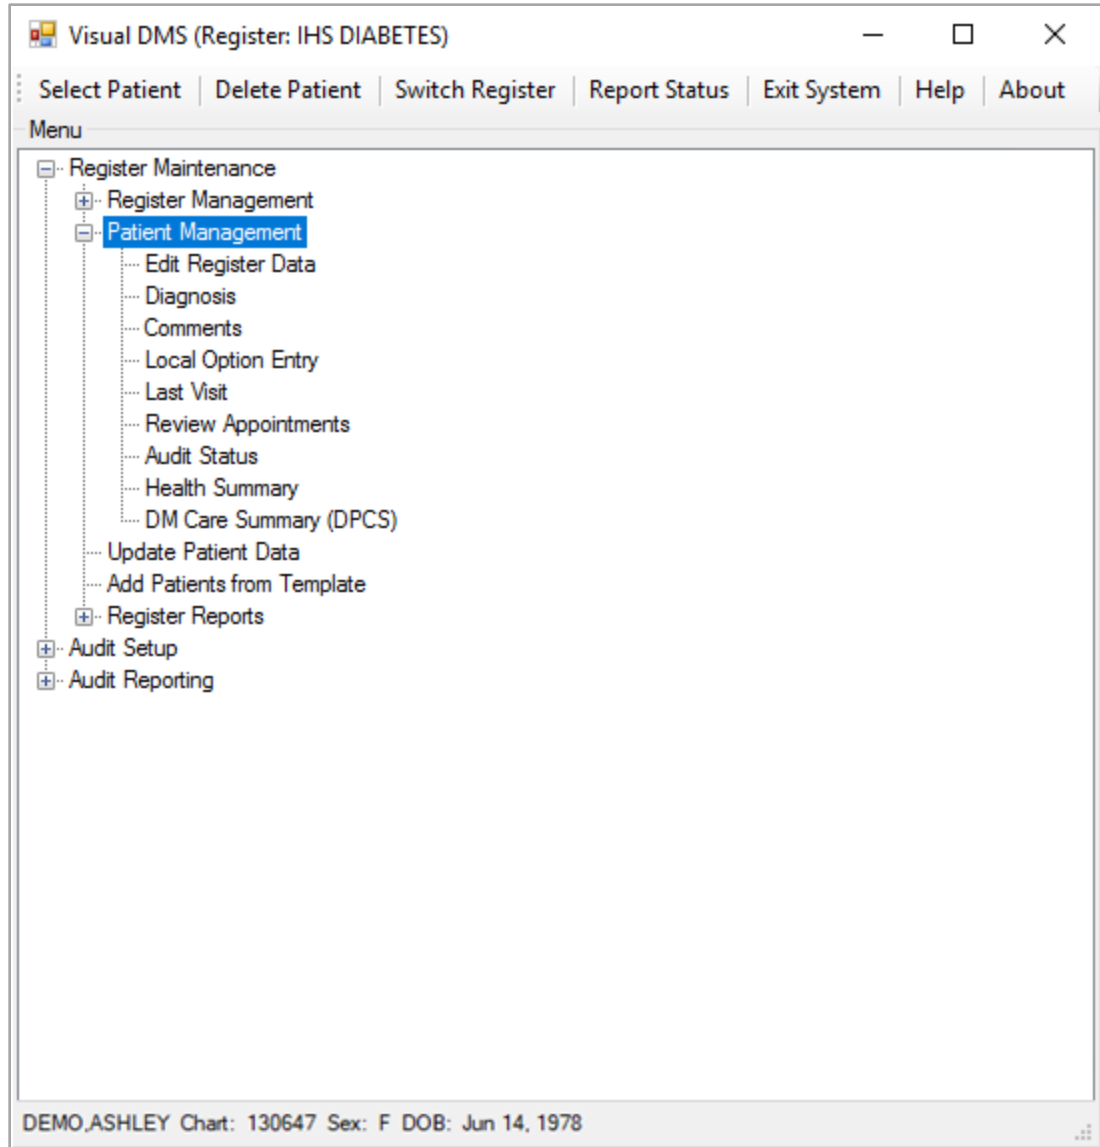 Visual DMS (Register: IHS DIABETES)
Select Patient Delete Patient Switch Register Report Status Exit System Help About
Menu
Register Maintenance
Register Management
Patient Management
Edit Register Data
Diagnosis
Comments
Local Option Entry
Last Visit
Review Appointments
Audit Status
Health Summary
DM Care Summary (DPCS)
Update Patient Data
Add Patients from Template
Register Reports
Audit Setup
Audit Reporting
DEMO,ASHLEY Chart: 130647 Sex: F DOB: Jun 14, 1978